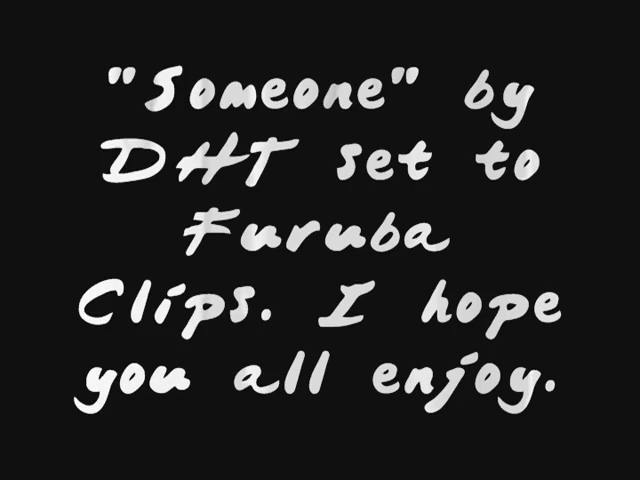 "Someone" by
DHT set to
Furuba
Clips. I hope
you all enjoy.